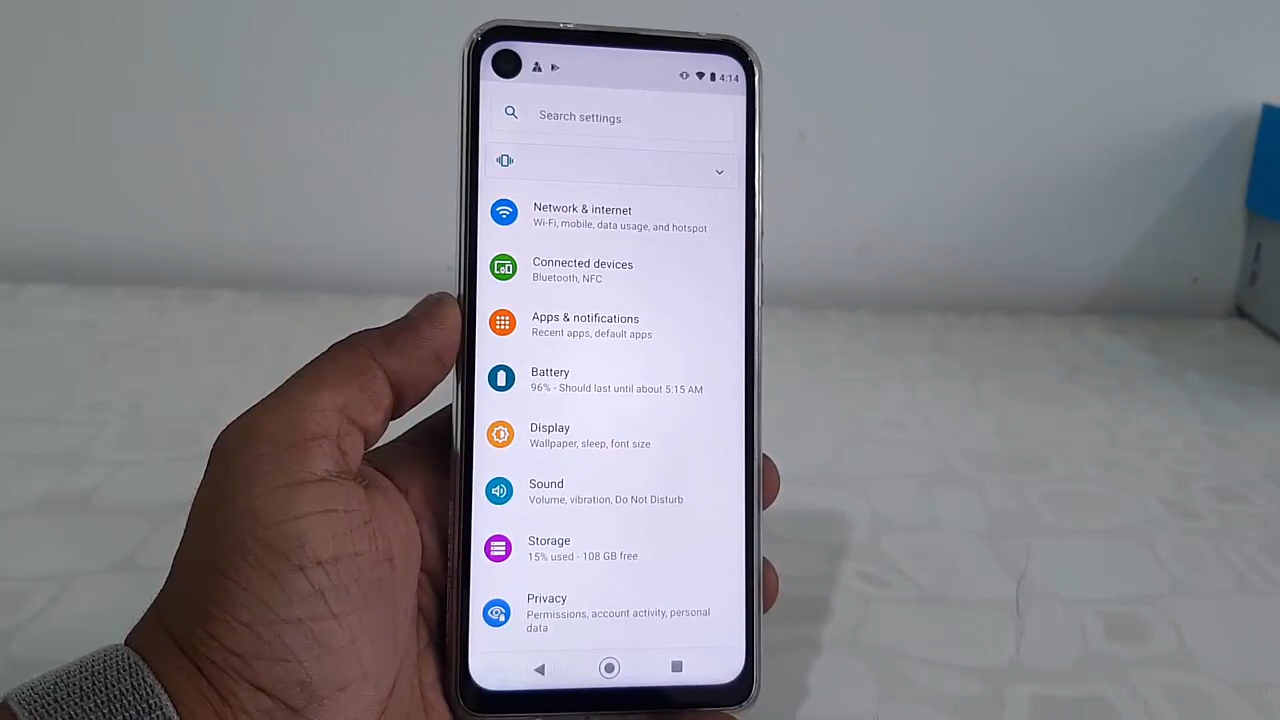 4:14
Search settings
Network & internet
Wi-Fi, mobile, data usage, and hotspot
Connected devices
Bluetooth, NFC
Apps & notifications
Recent apps, default apps
Battery
96% - Should last until about 5:15 AM
Display
Wallpaper, sleep, font size
Sound
Volume, vibration, Do Not Disturb
Storage
15% used - 108 GB free
Privacy
Permissions, account activity, personal
data